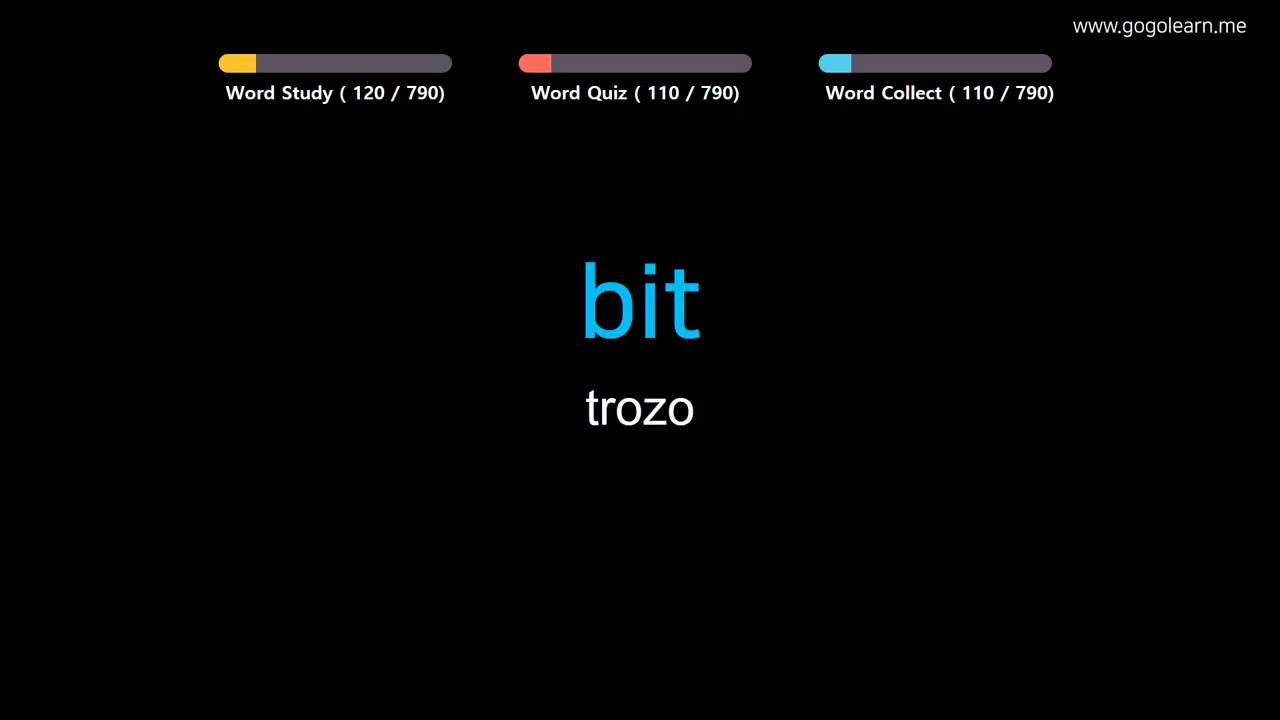 www.gogolearn.me
Word Study ( 120 / 790)
Word Quiz ( 110 / 790)
Word Collect ( 110 / 790)
bit
trozo